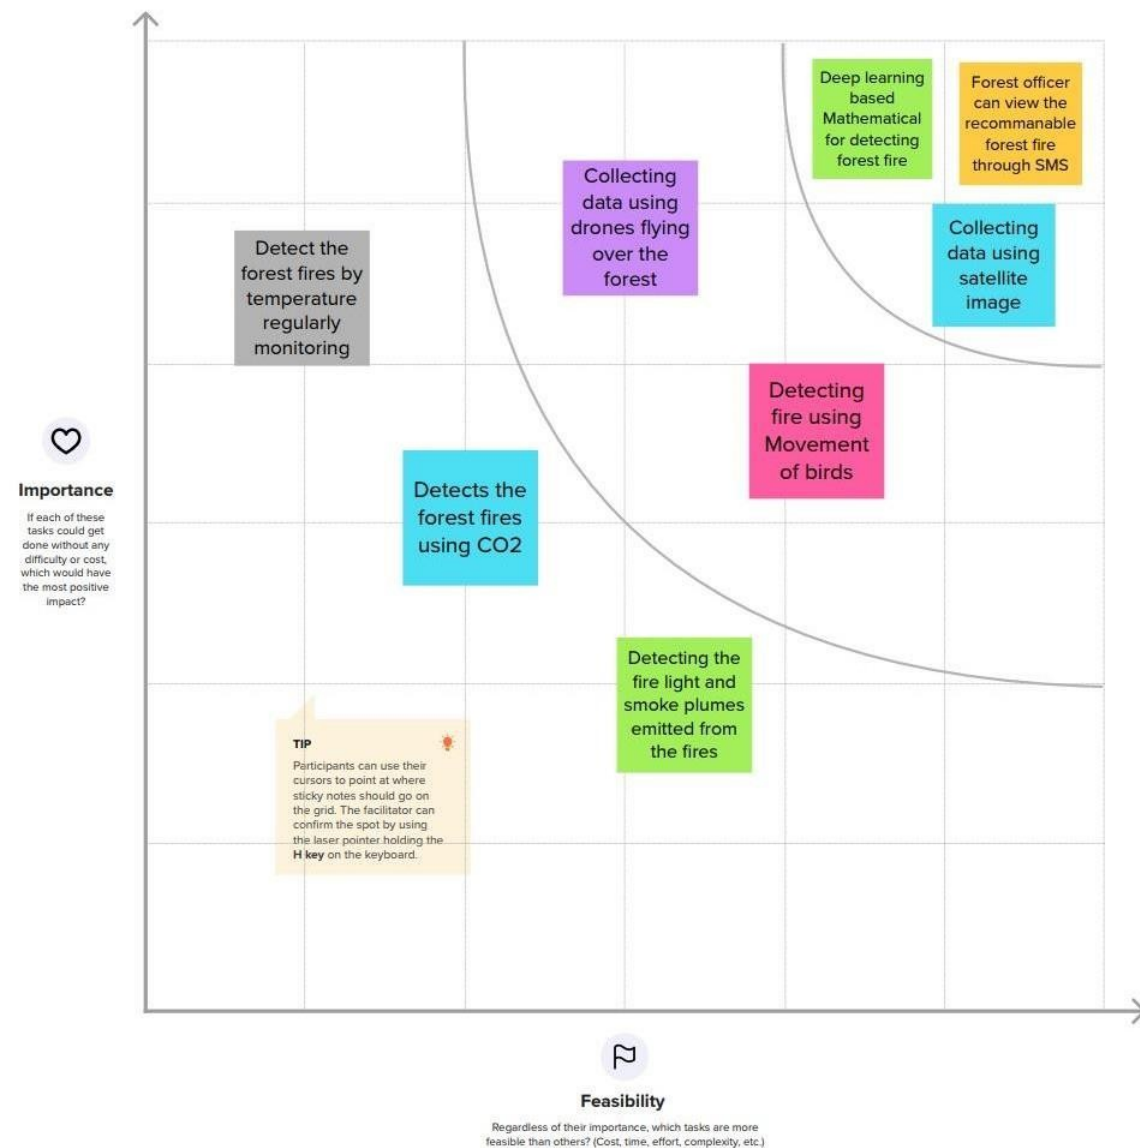 Deep learning
based
Mathematical
for detecting
forest fire
Forest officer
can view the
recommanable
forest fire
through SMS
Collecting
data using
drones flying
over the
forest
Collecting
data using
satellite
image
Detect the
forest fires by
temperature
regularly
monitoring
Detecting
fire using
Movement
of birds
Importance
If each of these
tasks could get
done without any
difficulty or cost,
which would have
the most positive
impact?
Detects the
forest fires
using CO2
Detecting the
fire light and
smoke plumes
emitted from
the fires
TIP
Participants can use their
cursors to point at where
sticky notes should go on
the grid. The facilitator can
confirm the spot by using
the laser pointer holding the
H key on the keyboard.
Feasibility
Regardless of their importance, which tasks are more
feasible than others? (Cost, time, effort, complexity, etc.)